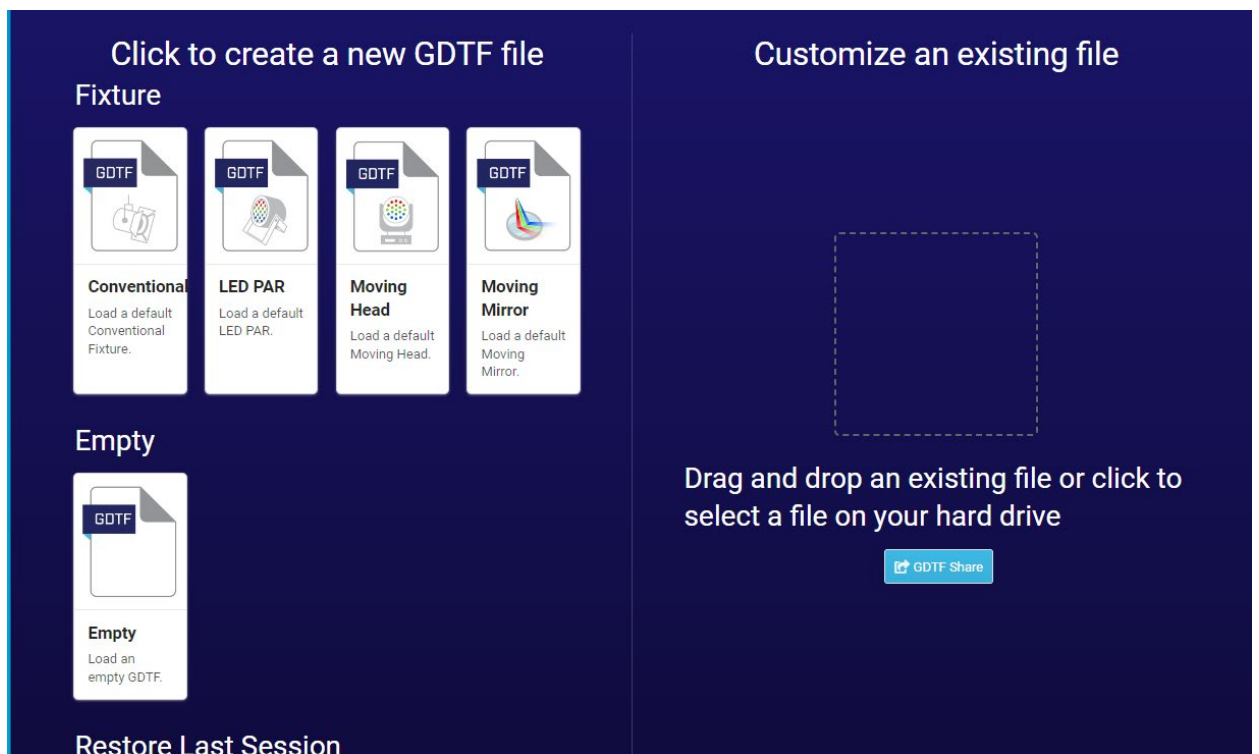 Click to create a new GDTF file
Fixture
GDTF
Conventional
Load a default
Conventional
Fixture.
GDTF
LED PAR
Load a default
LED PAR.
GDTF
Moving
Head
Load a default
Moving Head.
GDTF
Moving
Mirror
Load a default
Moving
Mirror.
Empty
GDTF
Empty
Load an
empty GDTF.
Restore Last Session
Customize an existing file
Drag and drop an existing file or click to
select a file on your hard drive
GDTF Share